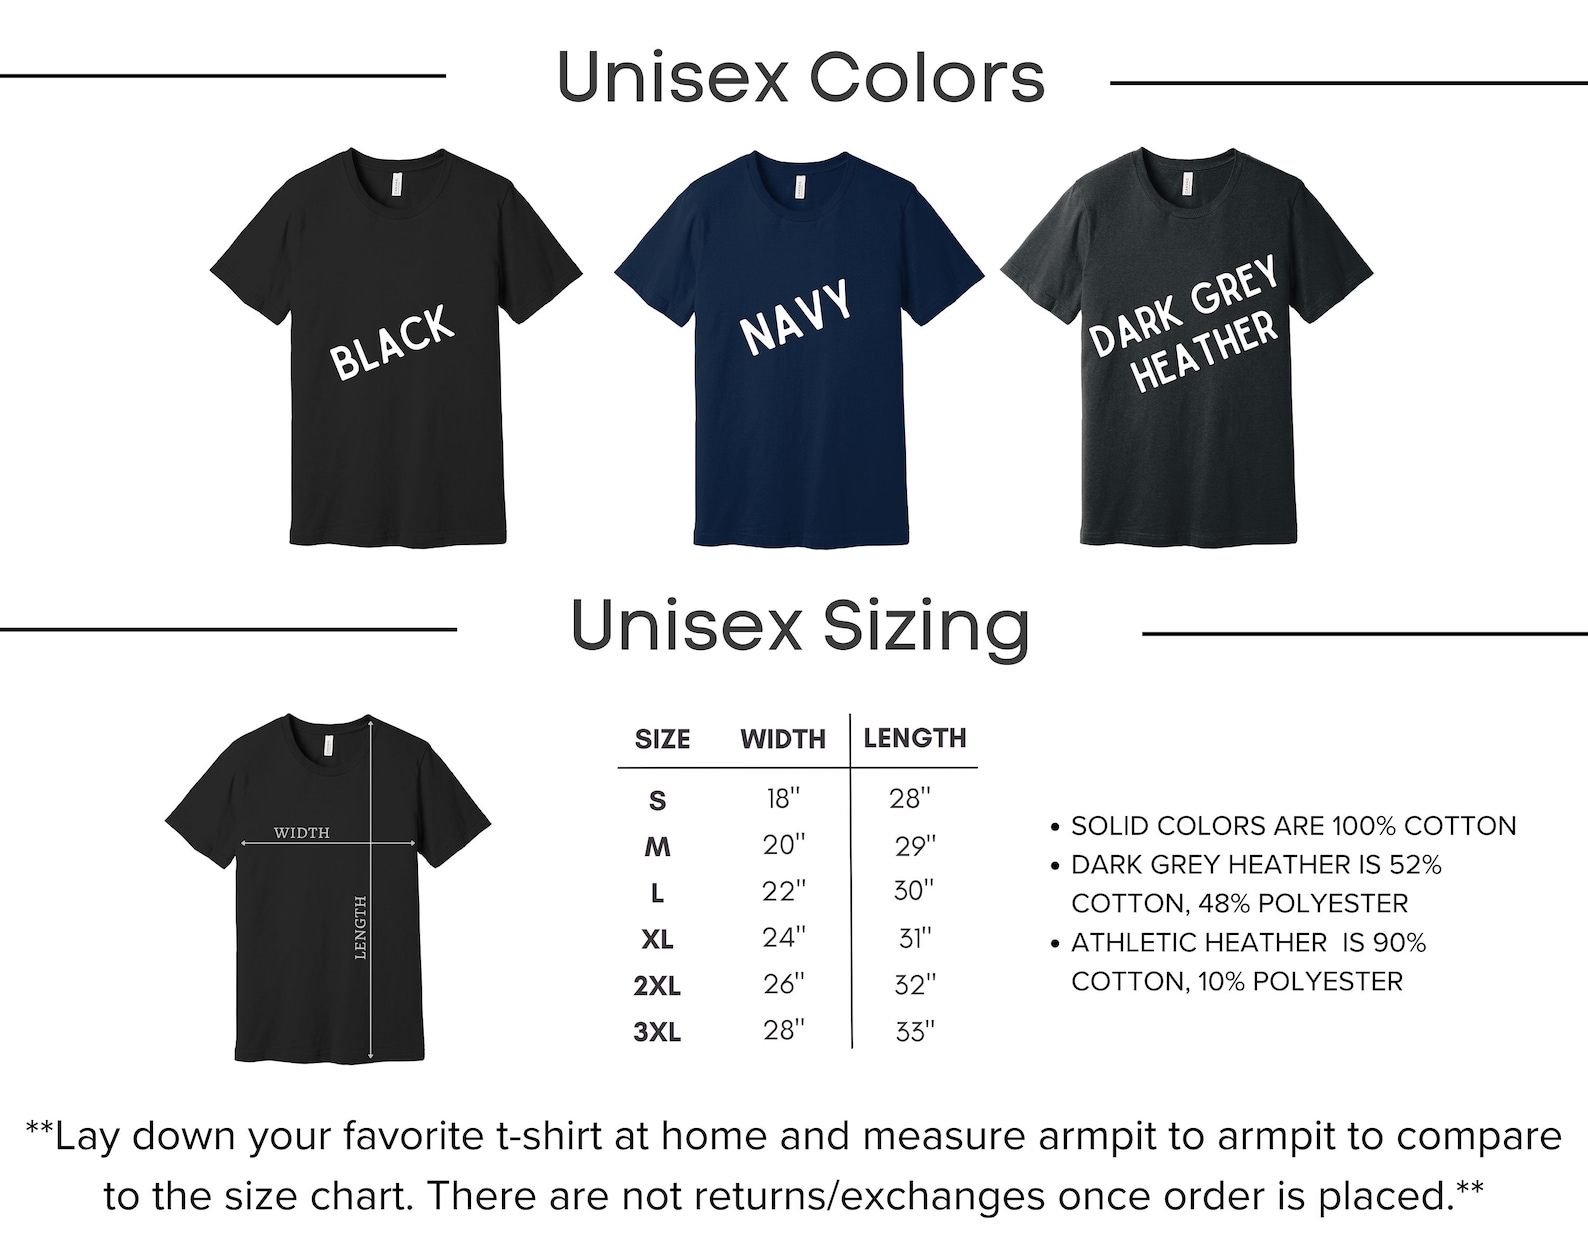 Unisex Colors
BLACK
NAVY
DARK GREY
HEATHER
Unisex Sizing
WIDTH
LENGTH
SIZE WIDTH LENGTH
S 18" 28"
M 20" 29"
L 22" 30"
XL 24" 31"
2XL 26" 32"
3XL 28" 33"
• SOLID COLORS ARE 100% COTTON
• DARK GREY HEATHER IS 52%
COTTON, 48% POLYESTER
• ATHLETIC HEATHER IS 90%
COTTON, 10% POLYESTER
**Lay down your favorite t-shirt at home and measure armpit to armpit to compare
to the size chart. There are not returns/exchanges once order is placed.**